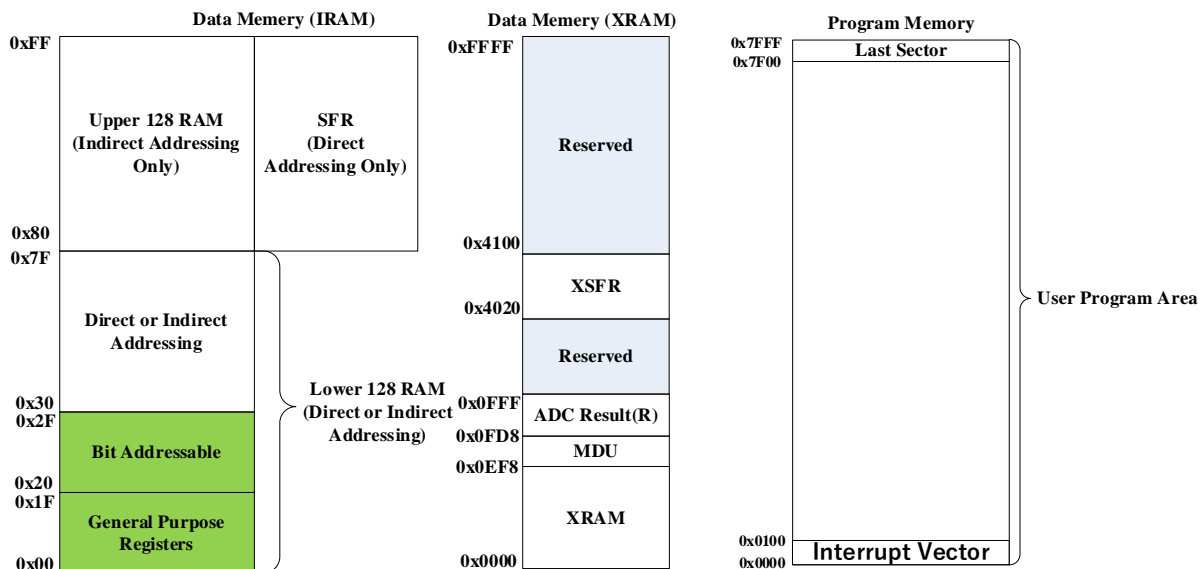 Data Memery (IRAM)
0xFF
Upper 128 RAM
(Indirect Addressing
Only)
SFR
(Direct
Addressing Only)
0x80
0x7F
Direct or Indirect
Addressing
0x30
0x2F
Bit Addressable
0x20
0x1F
General Purpose
Registers
0x00
Lower 128 RAM
(Direct or Indirect
Addressing)
Data Memery (XRAM)
0xFFFF
Reserved
0x4100
XSFR
0x4020
Reserved
0x0FFF
ADC Result(R)
0x0FD8
MDU
0x0EF8
XRAM
0x0000
Program Memory
0x7FFF
Last Sector
0x7F00
User Program Area
0x0100
Interrupt Vector
0x0000